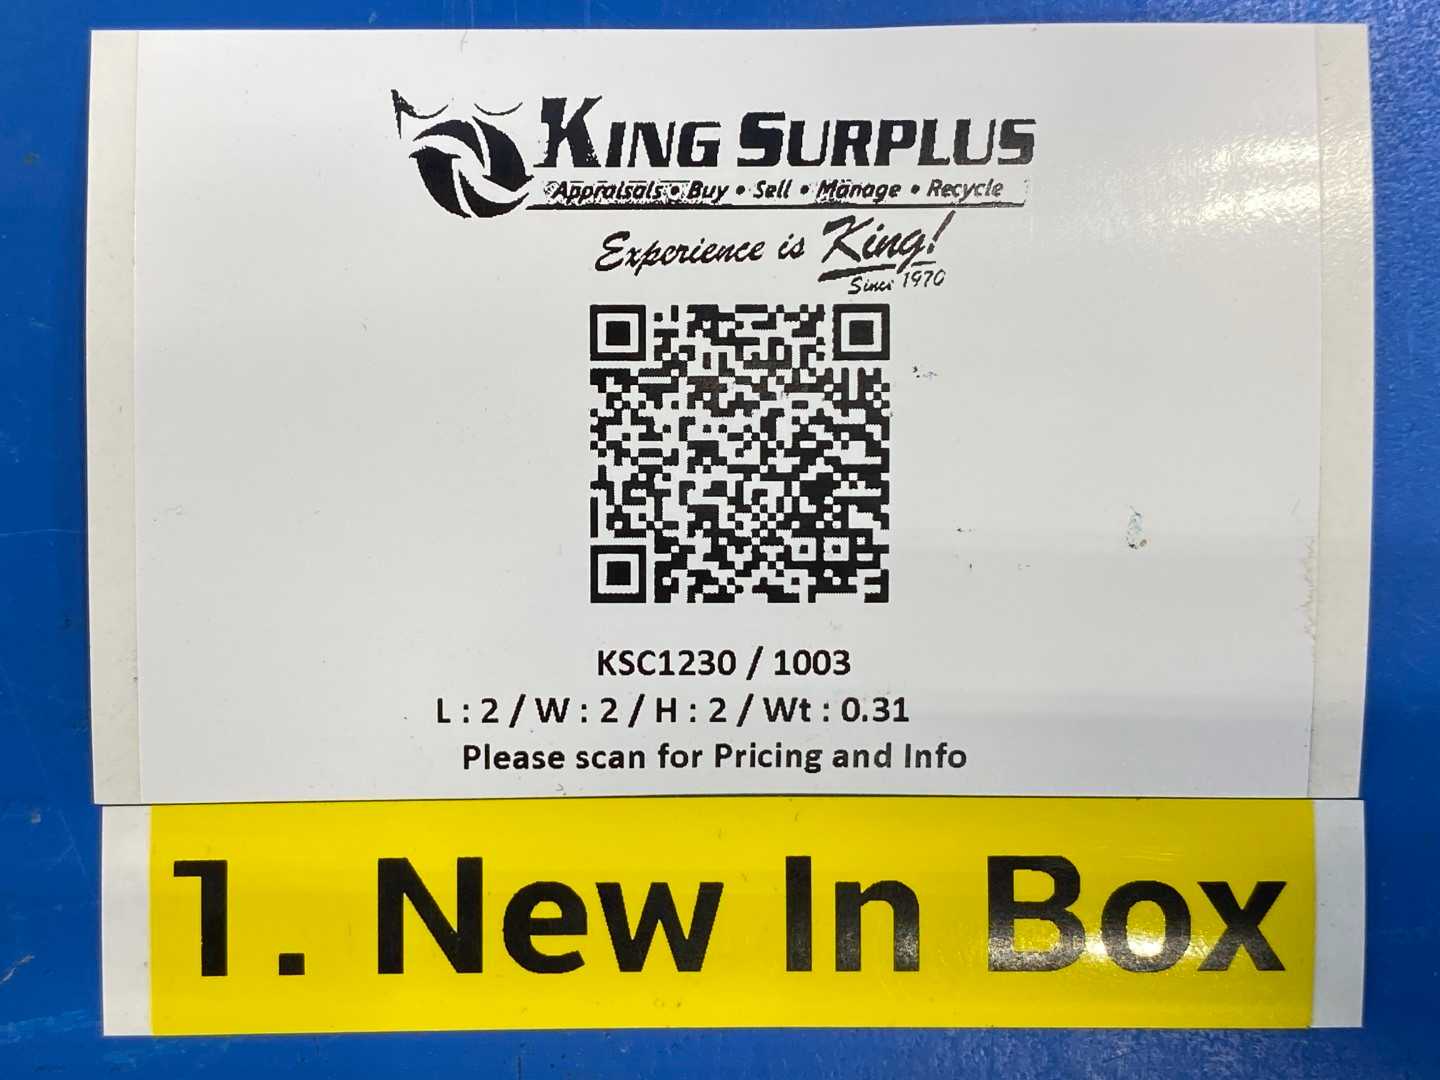 KING SURPLUS
Appraisals • Buy • Sell • Manage • Recycle
Experience is King!
Since 1970
KSC1230 / 1003
L : 2 / W : 2 / H : 2 / Wt : 0.31
Please scan for Pricing and Info
1. New In Box